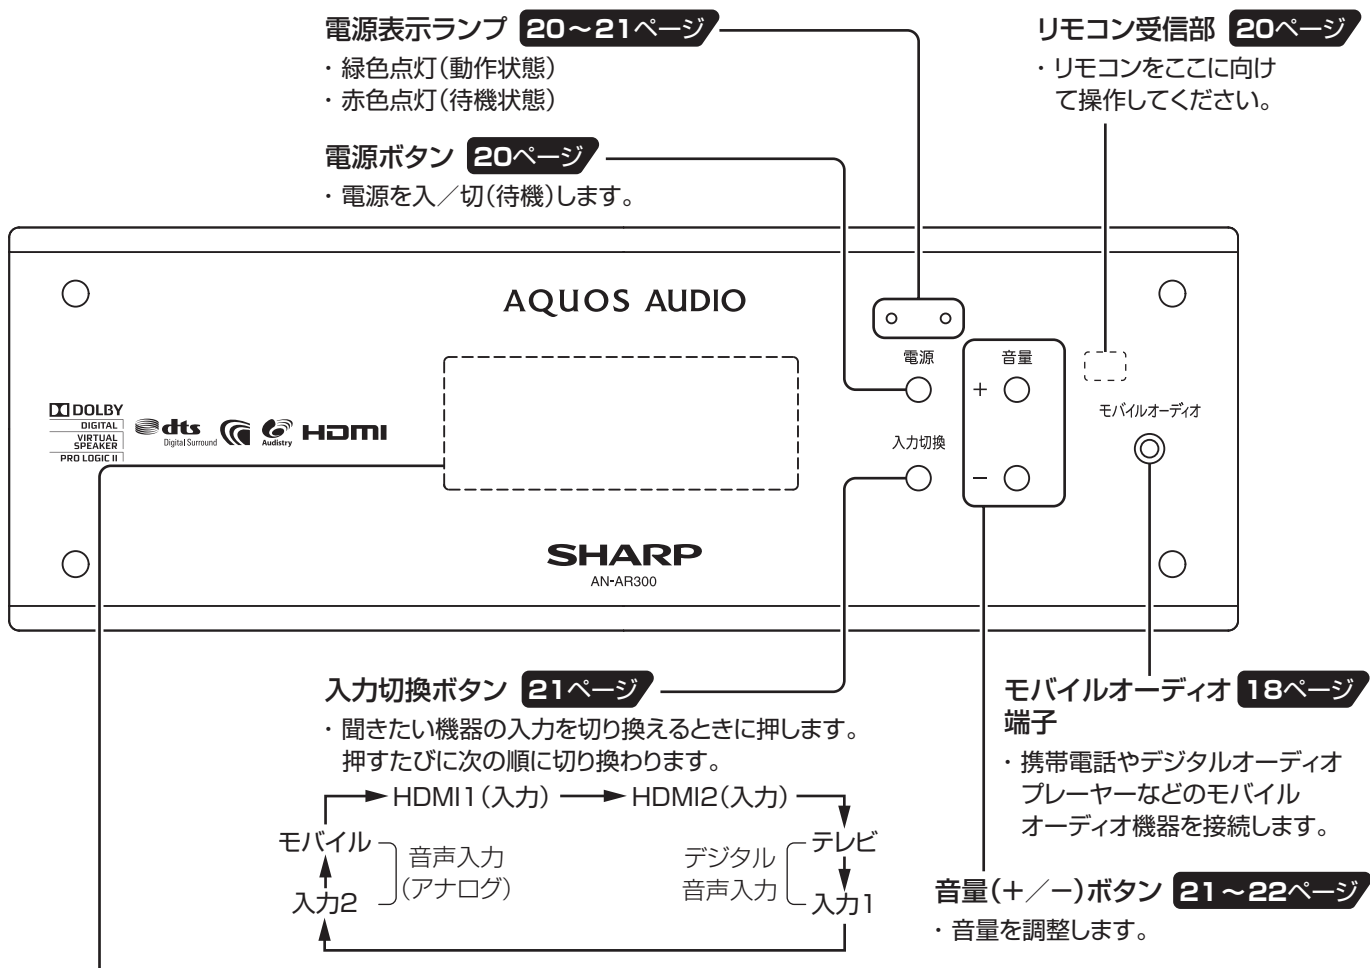 電源表示ランプ 20～21ページ
・緑色点灯(動作状態)
・赤色点灯(待機状態)
リモコン受信部 20ページ
・リモコンをここに向け
て操作してください。
電源ボタン 20ページ
・電源を入／切(待機)します。
AQUOS AUDIO
電源
音量
＋
モバイルオーディオ
入力切換
－
DOLBY
DIGITAL
VIRTUAL
SPEAKER
PRO LOGIC II
dts
Digital Surround
Audistry
HDMI
SHARP
AN-AR300
入力切換ボタン 21ページ
・聞きたい機器の入力を切り換えるときに押します。
押すたびに次の順に切り換わります。
HDMI1(入力) HDMI2(入力)
モバイル
音声入力
(アナログ)
入力2
デジタル
音声入力
テレビ
入力1
モバイルオーディオ 18ページ
端子
・携帯電話やデジタルオーディオ
プレーヤーなどのモバイル
オーディオ機器を接続します。
音量(＋／－)ボタン 21～22ページ
・音量を調整します。